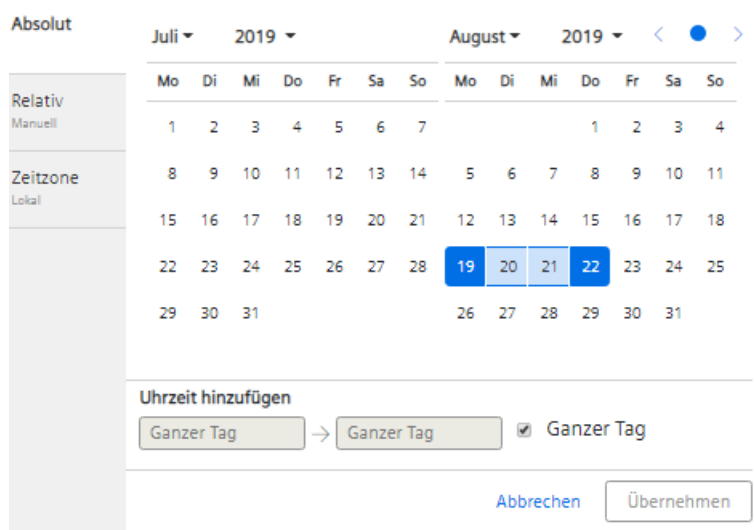 Absolut
Relativ
Manuell
Zeitzone
Lokal
Juli 2019
Mo Di Mi Do Fr Sa So
1 2 3 4 5 6 7
8 9 10 11 12 13 14
15 16 17 18 19 20 21
22 23 24 25 26 27 28
29 30 31
August 2019
Mo Di Mi Do Fr Sa So
1 2 3 4
5 6 7 8 9 10 11
12 13 14 15 16 17 18
19 20 21 22 23 24 25
26 27 28 29 30 31
Uhrzeit hinzufügen
Ganzer Tag → Ganzer Tag Ganzer Tag
Abbrechen Übernehmen